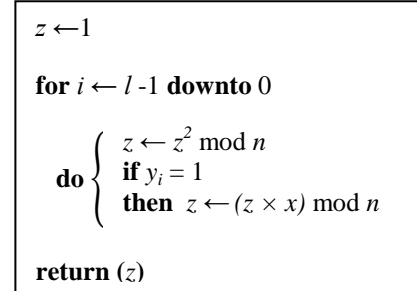 z ←1
for i ← l -1 downto 0
z ← z² mod n
do { if yᵢ = 1
then z ← (z × x) mod n
return (z)